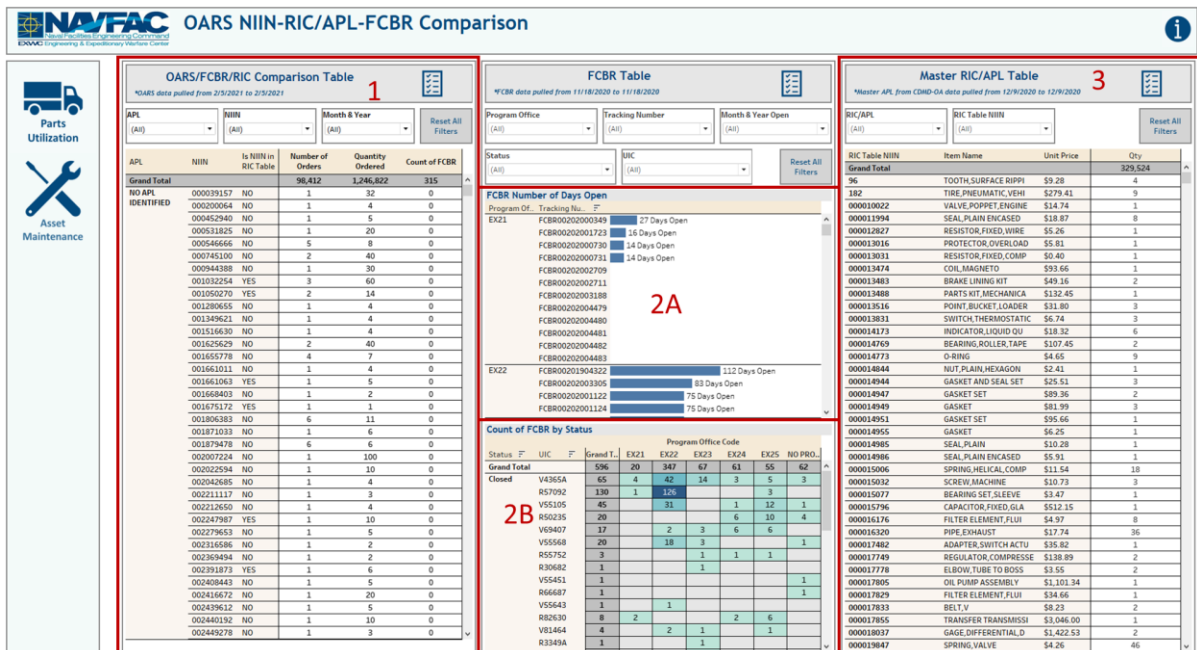 NAVFAC
Naval Facilities Engineering Command
EXWC Engineering & Expeditionary Warfare Center
OARS NIIN-RIC/APL-FCBR Comparison
i
Parts
Utilization
Asset
Maintenance
OARS/FCBR/RIC Comparison Table
1
*OARS data pulled from 2/5/2021 to 2/5/2021
APL
NIIN
Month & Year
(All)
(All)
(All)
Reset All
Filters
APL NIIN Is NIIN in RIC Table Number of Orders Quantity Ordered Count of FCBR
Grand Total 98,412 1,246,822 315
NO APL IDENTIFIED
000039157 NO 1 32 0
000200064 NO 1 4 0
000452940 NO 1 5 0
000531825 NO 1 20 0
000546666 NO 5 8 0
000745100 NO 2 40 0
000944388 NO 1 30 0
001032254 YES 3 60 0
001050270 YES 2 14 0
001280655 NO 1 4 0
001349621 NO 1 4 0
001516630 NO 1 4 0
001625629 NO 2 40 0
001655778 NO 4 7 0
001661011 NO 1 4 0
001661063 YES 1 5 0
001668403 NO 1 2 0
001675172 YES 1 1 0
001806383 NO 6 11 0
001871033 NO 1 6 0
001879478 NO 6 6 0
002007224 NO 1 100 0
002022594 NO 1 10 0
002042685 NO 1 4 0
002211117 NO 1 3 0
002212650 NO 1 4 0
002247987 YES 1 10 0
002279653 NO 1 5 0
002316586 NO 1 2 0
002369494 NO 1 2 0
002391873 YES 1 6 0
002408443 NO 1 5 0
002416672 NO 1 20 0
002439612 NO 1 5 0
002440192 NO 1 10 0
002449278 NO 1 3 0
FCBR Table
*FCBR data pulled from 11/18/2020 to 11/18/2020
Program Office
Tracking Number
Month & Year Open
(All)
(All)
(All)
Status
UIC
(All)
(All)
Reset All
Filters
FCBR Number of Days Open
Program Of.. Tracking Nu..
EX21 FCBR00202000349 27 Days Open
FCBR00202001723 16 Days Open
FCBR00202000730 14 Days Open
FCBR00202000731 14 Days Open
FCBR00202002709
FCBR00202002711
FCBR00202003188
FCBR00202004479
FCBR00202004480
FCBR00202004481
FCBR00202004482
FCBR00202004483
2A
EX22 FCBR00201904322 112 Days Open
FCBR00202003305 83 Days Open
FCBR00202001122 75 Days Open
FCBR00202001124 75 Days Open
Count of FCBR by Status
Program Office Code
Status UIC Grand T.. EX21 EX22 EX23 EX24 EX25 NO PRO..
Grand Total 596 20 347 67 61 55 62
Closed V4365A 65 4 42 14 3 5 3
R57092 130 1 126 3
V55105 45 31 1 12 1
2B
R50235 20 6 10 4
V69407 17 2 3 6 6
V55568 20 18 3 1
R55752 3 1 1 1
R30682 1 1
V55451 1 1
R66687 1 1
V55643 1 1
R82630 8 2 2 6
V81464 4 2 1 1
R3349A 1 1
Master RIC/APL Table
3
*Master APL from CDMD-OA data pulled from 12/9/2020 to 12/9/2020
RIC/APL
RIC Table NIIN
(All)
(All)
Reset All
Filters
RIC Table NIIN Item Name Unit Price Qty
Grand Total 329,524
96 TOOTH,SURFACE RIPPI $9.28 4
182 TIRE,PNEUMATIC,VEHI $279.41 9
000010022 VALVE,POPPET,ENGINE $14.74 1
000011994 SEAL,PLAIN ENCASED $18.87 8
000012827 RESISTOR,FIXED,WIRE $5.26 1
000013016 PROTECTOR,OVERLOAD $5.81 1
000013031 RESISTOR,FIXED,COMP $0.40 1
000013474 COIL,MAGNETO $93.66 1
000013483 BRAKE LINING KIT $49.16 2
000013488 PARTS KIT,MECHANICA $132.45 1
000013516 POINT,BUCKET,LOADER $31.80 3
000013831 SWITCH,THERMOSTATIC $6.74 3
000014173 INDICATOR,LIQUID QU $18.32 6
000014769 BEARING,ROLLER,TAPE $107.45 2
000014773 O-RING $4.65 9
000014844 NUT,PLAIN,HEXAGON $2.41 1
000014944 GASKET AND SEAL SET $25.51 3
000014947 GASKET SET $89.36 2
000014949 GASKET $81.99 3
000014951 GASKET SET $95.66 3
000014955 GASKET $6.25 1
000014985 SEAL,PLAIN $10.28 1
000014986 SEAL,PLAIN ENCASED $5.91 1
000015006 SPRING,HELICAL,COMP $11.54 18
000015032 SCREW,MACHINE $10.73 3
000015077 BEARING SET,SLEEVE $3.47 1
000015796 CAPACITOR,FIXED,GLA $512.15 1
000016176 FILTER ELEMENT,FLUI $4.97 8
000016320 PIPE,EXHAUST $17.74 36
000017482 ADAPTER,SWITCH ACTU $35.82 1
000017749 REGULATOR,COMPRESSE $138.89 2
000017778 ELBOW,TUBE TO BOSS $3.55 2
000017805 OIL PUMP ASSEMBLY $1,101.34 1
000017829 FILTER ELEMENT,FLUI $34.66 1
000017833 BELT,V $8.23 2
000017855 TRANSFER TRANSMISSI $3,046.00 1
000018037 GAGE,DIFFERENTIAL,D $1,422.53 2
000019847 SPRING,VALVE $4.26 46